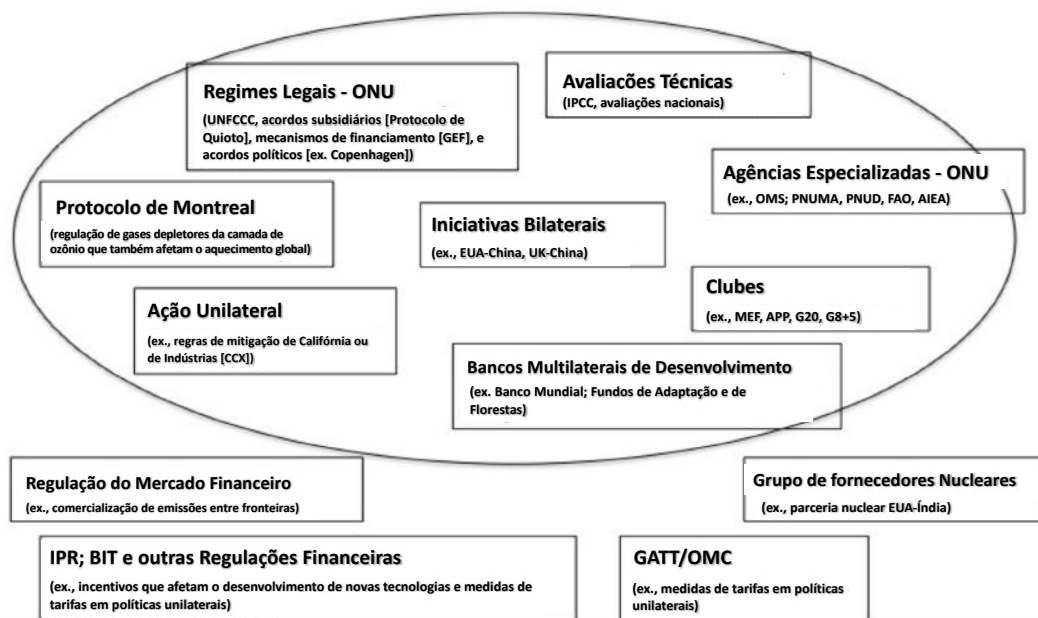 Regimes Legais - ONU
(UNFCCC, acordos subsidiários [Protocolo de
Quioto], mecanismos de financiamento [GEF], e
acordos políticos [ex. Copenhagen])
Avaliações Técnicas
(IPCC, avaliações nacionais)
Agências Especializadas - ONU
(ex., OMS; PNUMA, PNUD, FAO, AIEA)
Protocolo de Montreal
(regulação de gases depletores da camada de
ozônio que também afetam o aquecimento global)
Iniciativas Bilaterais
(ex., EUA-China, UK-China)
Clubes
(ex., MEF, APP, G20, G8+5)
Ação Unilateral
(ex., regras de mitigação de Califórnia ou
de Indústrias [CCX])
Bancos Multilaterais de Desenvolvimento
(ex. Banco Mundial; Fundos de Adaptação e de
Florestas)
Regulação do Mercado Financeiro
(ex., comercialização de emissões entre fronteiras)
Grupo de fornecedores Nucleares
(ex., parceria nuclear EUA-Índia)
IPR; BIT e outras Regulações Financeiras
(ex., incentivos que afetam o desenvolvimento de novas tecnologias e medidas de
tarifas em políticas unilaterais)
GATT/OMC
(ex., medidas de tarifas em políticas
unilaterais)